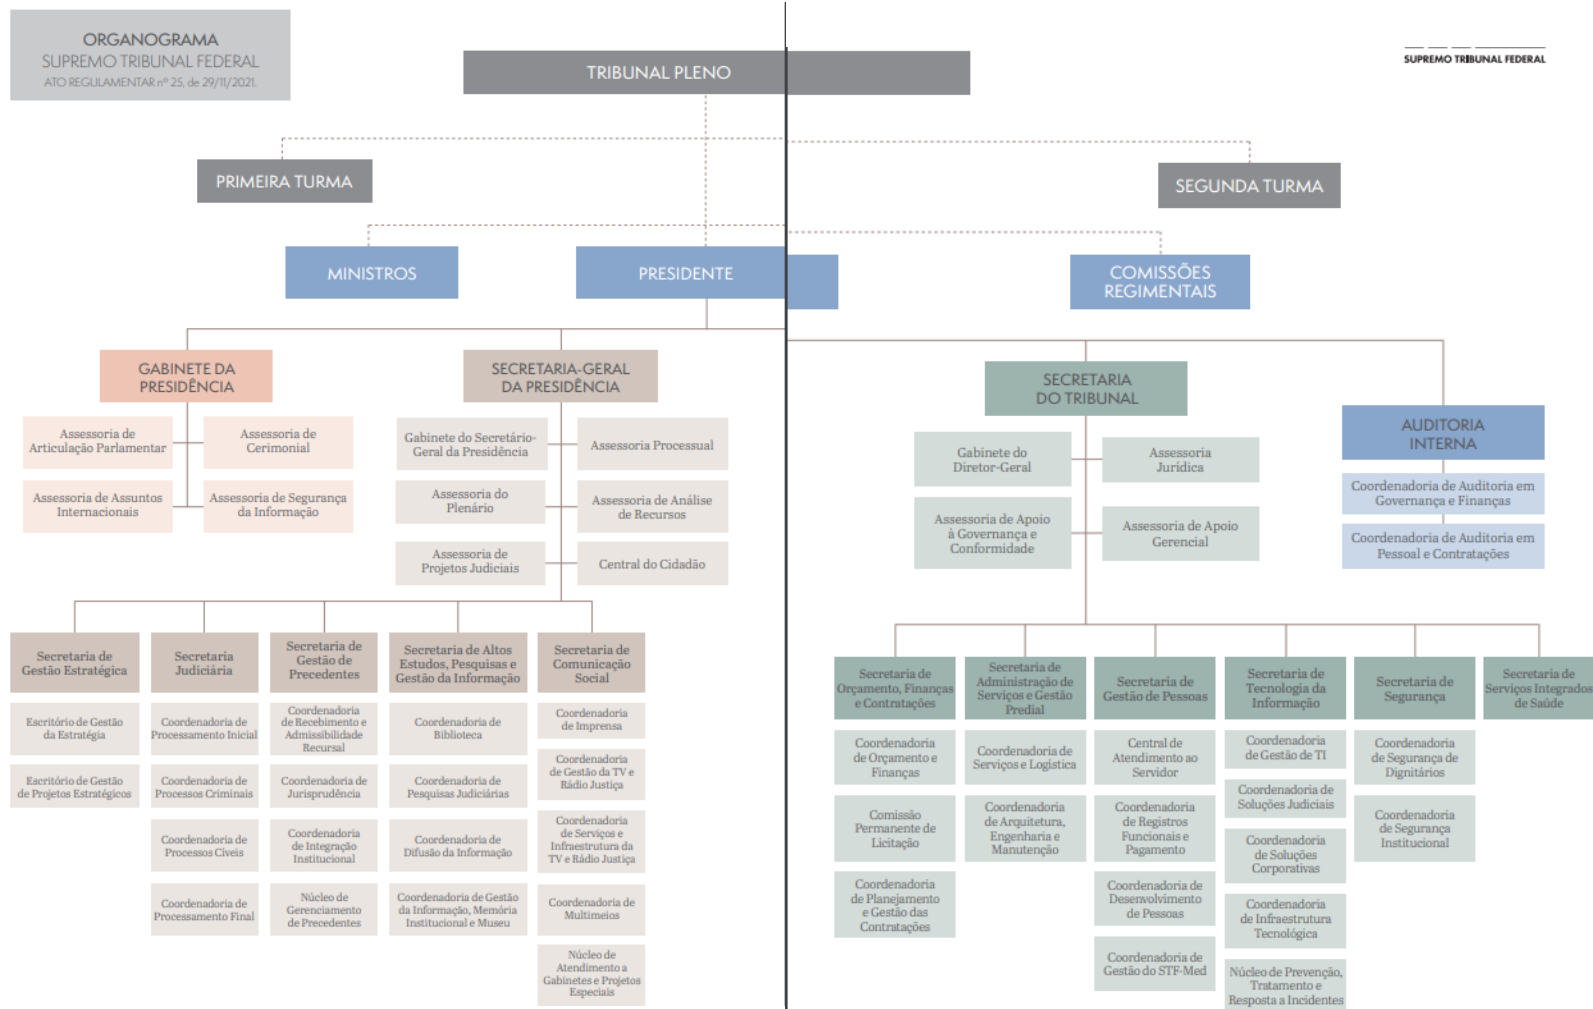 ORGANOGRAMA
SUPREMO TRIBUNAL FEDERAL
ATO REGULAMENTAR nº 25, de 29/11/2021.
SUPREMO TRIBUNAL FEDERAL
TRIBUNAL PLENO
PRIMEIRA TURMA
SEGUNDA TURMA
MINISTROS
PRESIDENTE
COMISSÕES
REGIMENTAIS
GABINETE DA
PRESIDÊNCIA
Assessoria de
Articulação Parlamentar
Assessoria de
Cerimonial
Assessoria de Assuntos
Internacionais
Assessoria de Segurança
da Informação
SECRETARIA-GERAL
DA PRESIDÊNCIA
Gabinete do Secretário-
Geral da Presidência
Assessoria Processual
Assessoria do
Plenário
Assessoria de Análise
de Recursos
Assessoria de
Projetos Judiciais
Central do Cidadão
SECRETARIA
DO TRIBUNAL
Gabinete do
Diretor-Geral
Assessoria
Jurídica
Assessoria de Apoio
à Governança e
Conformidade
Assessoria de Apoio
Gerencial
AUDITORIA
INTERNA
Coordenadoria de Auditoria em
Governança e Finanças
Coordenadoria de Auditoria em
Pessoal e Contratações
Secretaria de
Gestão Estratégica
Escritório de Gestão
da Estratégia
Escritório de Gestão
de Projetos Estratégicos
Secretaria
Judiciária
Coordenadoria de
Processamento Inicial
Coordenadoria de
Processos Criminais
Coordenadoria de
Processos Cíveis
Coordenadoria de
Processamento Final
Secretaria de
Gestão de
Precedentes
Coordenadoria
de Recebimento e
Admissibilidade
Recursal
Coordenadoria de
Jurisprudência
Coordenadoria
de Integração
Institucional
Núcleo de
Gerenciamento
de Precedentes
Secretaria de Altos
Estudos, Pesquisas e
Gestão da Informação
Coordenadoria de
Biblioteca
Coordenadoria de
Pesquisas Judiciárias
Coordenadoria de
Difusão da Informação
Coordenadoria de Gestão
da Informação, Memória
Institucional e Museu
Secretaria de
Comunicação
Social
Coordenadoria
de Imprensa
Coordenadoria
de Gestão da TV e
Rádio Justiça
Coordenadoria
de Serviços e
Infraestrutura da
TV e Rádio Justiça
Coordenadoria de
Multimeios
Núcleo de
Atendimento a
Gabinetes e Projetos
Especiais
Secretaria de
Orçamento, Finanças
e Contratações
Coordenadoria
de Orçamento e
Finanças
Comissão
Permanente de
Licitação
Coordenadoria
de Planejamento
e Gestão das
Contratações
Secretaria de
Administração de
Serviços e Gestão
Predial
Coordenadoria de
Serviços e Logística
Coordenadoria
de Arquitetura,
Engenharia e
Manutenção
Secretaria de
Gestão de Pessoas
Central de
Atendimento ao
Servidor
Coordenadoria
de Registros
Funcionais e
Pagamento
Coordenadoria de
Desenvolvimento
de Pessoas
Coordenadoria de
Gestão do STF-Med
Secretaria de
Tecnologia da
Informação
Coordenadoria
de Gestão de TI
Coordenadoria de
Soluções Judiciais
Coordenadoria
de Soluções
Corporativas
Coordenadoria
de Infraestrutura
Tecnológica
Núcleo de Prevenção,
Tratamento e
Resposta a Incidentes
Secretaria de
Segurança
Coordenadoria
de Segurança de
Dignitários
Coordenadoria
de Segurança
Institucional
Secretaria de
Serviços Integrados
de Saúde